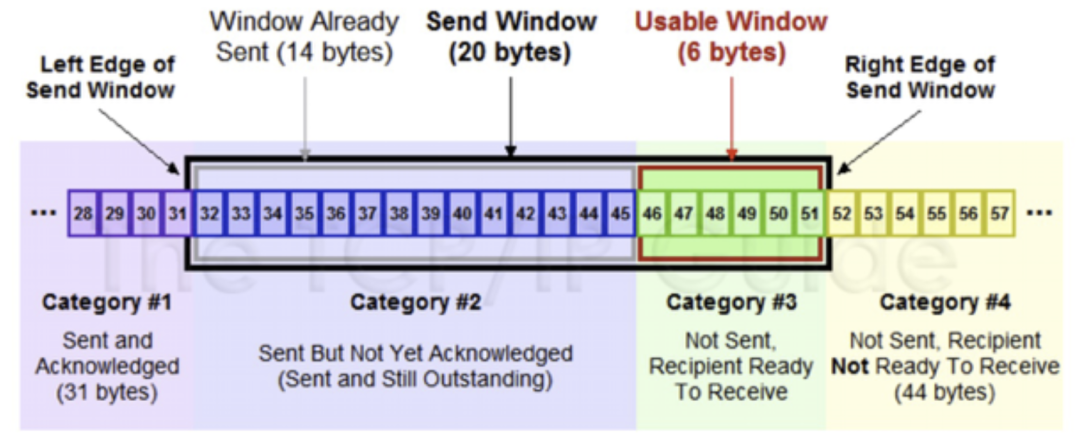 Window Already
Sent (14 bytes)
Send Window
(20 bytes)
Usable Window
(6 bytes)
Left Edge of
Send Window
Right Edge of
Send Window
... 28 29 30 31 32 33 34 35 36 37 38 39 40 41 42 43 44 45 46 47 48 49 50 51 52 53 54 55 56 57 ...
The TCP/IP Guide
Category #1
Sent and
Acknowledged
(31 bytes)
Category #2
Sent But Not Yet Acknowledged
(Sent and Still Outstanding)
Category #3
Not Sent,
Recipient Ready
To Receive
Category #4
Not Sent, Recipient
Not Ready To Receive
(44 bytes)